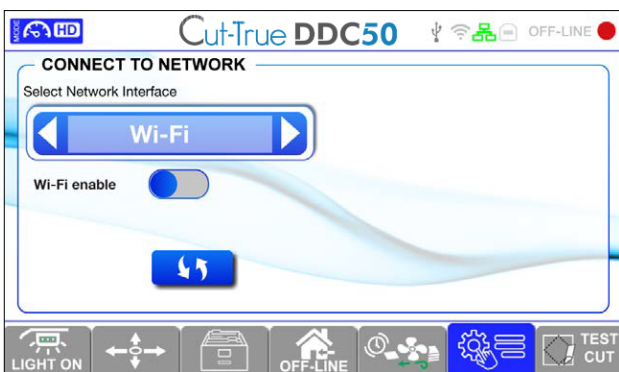 MODE HD Cut-True DDC50 OFF-LINE
CONNECT TO NETWORK
Select Network Interface
Wi-Fi
Wi-Fi enable
LIGHT ON
OFF-LINE
TEST
CUT